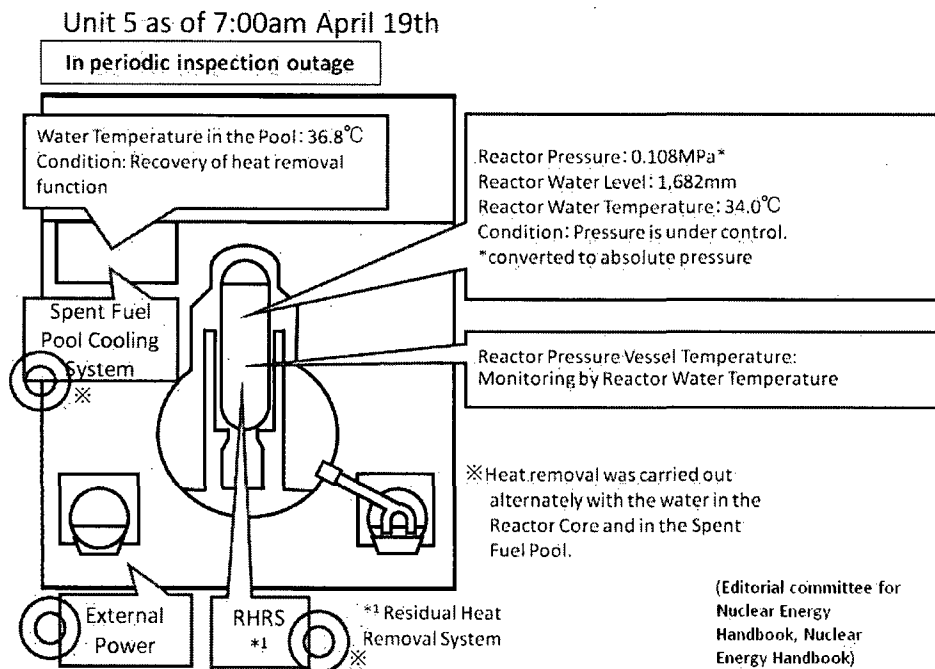 Unit 5 as of 7:00am April 19th
In periodic inspection outage
Water Temperature in the Pool: 36.8℃
Condition: Recovery of heat removal
function
Reactor Pressure: 0.108MPa*
Reactor Water Level: 1,682mm
Reactor Water Temperature: 34.0℃
Condition: Pressure is under control.
*converted to absolute pressure
Spent Fuel
Pool Cooling
System
※
Reactor Pressure Vessel Temperature:
Monitoring by Reactor Water Temperature
※Heat removal was carried out
alternately with the water in the
Reactor Core and in the Spent
Fuel Pool.
External
Power
RHRS
*1
※
*1 Residual Heat
Removal System
(Editorial committee for
Nuclear Energy
Handbook, Nuclear
Energy Handbook)